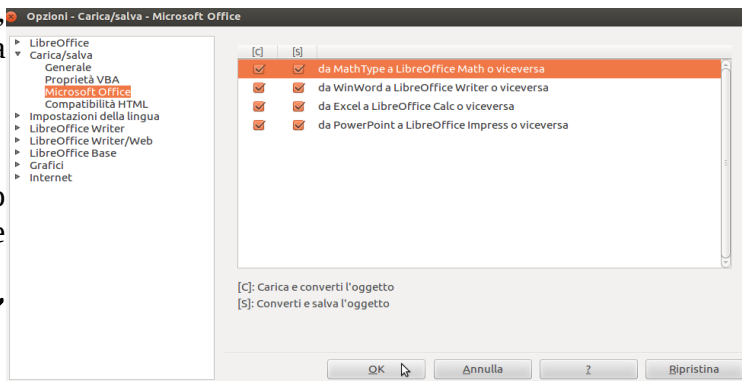 Opzioni - Carica/salva - Microsoft Office
LibreOffice
Carica/salva
Generale
Proprietà VBA
Microsoft Office
Compatibilità HTML
Impostazioni della lingua
LibreOffice Writer
LibreOffice Writer/Web
LibreOffice Base
Grafici
Internet
[C] [S]
da MathType a LibreOffice Math o viceversa
da WinWord a LibreOffice Writer o viceversa
da Excel a LibreOffice Calc o viceversa
da PowerPoint a LibreOffice Impress o viceversa
[C]: Carica e converti l'oggetto
[S]: Converti e salva l'oggetto
OK Annulla ? Ripristina